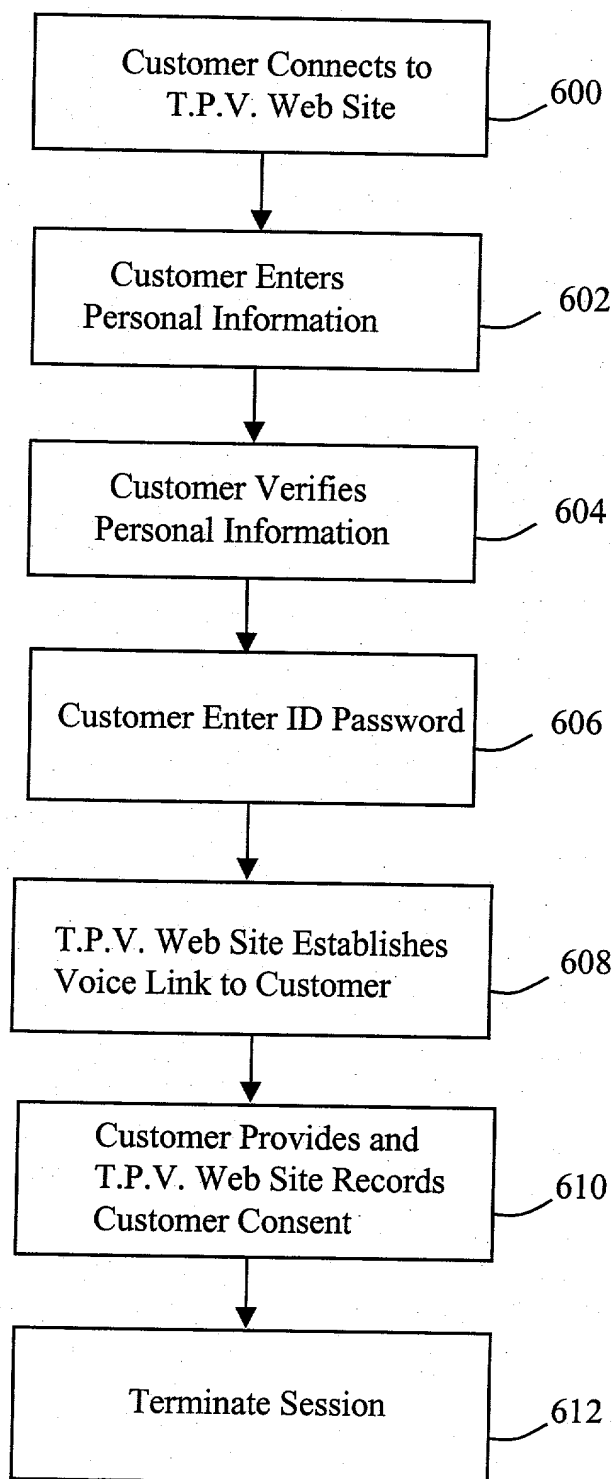 Customer Connects to
T.P.V. Web Site
600
Customer Enters
Personal Information
602
Customer Verifies
Personal Information
604
Customer Enter ID Password
606
T.P.V. Web Site Establishes
Voice Link to Customer
608
Customer Provides and
T.P.V. Web Site Records
Customer Consent
610
Terminate Session
612